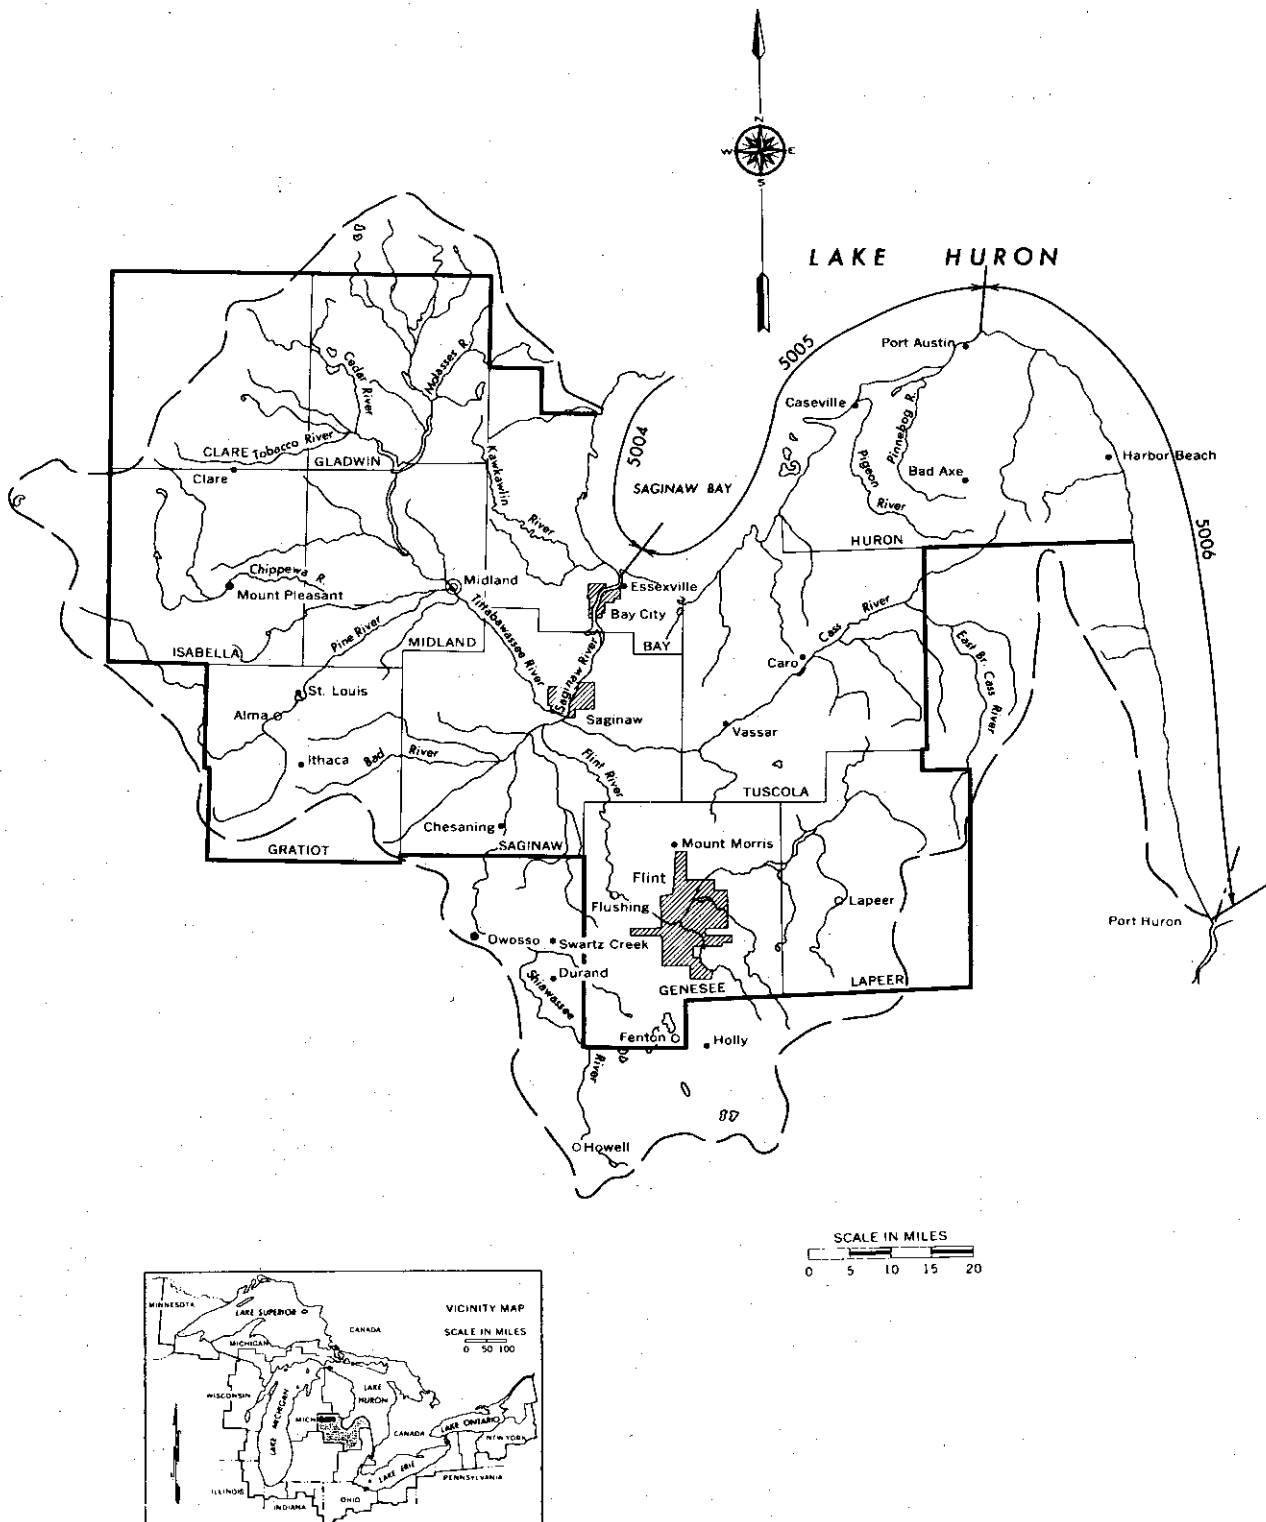 N
W E
S
LAKE HURON
5005
Port Austin
Cedar River
Molasses R.
Caseville
Pinnebog R.
5004
CLARE Tobacco River
GLADWIN
Clare
Kawkawlin
River
SAGINAW BAY
Pigeon
River
Bad Axe
Harbor Beach
5006
HURON
Chippewa R.
Mount Pleasant
Midland
Essexville
Bay City
Tittabawassee River
Pine River
MIDLAND
ISABELLA
BAY
Cass River
Caro
East Br. Cass
River
St. Louis
Saginaw River
Alma
Saginaw
Vassar
Ithaca
Bad River
Flint River
TUSCOLA
Chesaning
SAGINAW
GRATIOT
Mount Morris
Flint
Flushing
Lapeer
Port Huron
Owosso
Swartz Creek
Durand
Shiawassee
River
GENESEE
LAPEER
Fenton
Holly
Howell
SCALE IN MILES
0 5 10 15 20
VICINITY MAP
SCALE IN MILES
0 50 100
MINNESOTA
LAKE SUPERIOR
CANADA
MICHIGAN
WISCONSIN
LAKE MICHIGAN
LAKE
HURON
CANADA
LAKE ONTARIO
NEW YORK
LAKE ERIE
PENNSYLVANIA
ILLINOIS
INDIANA
OHIO